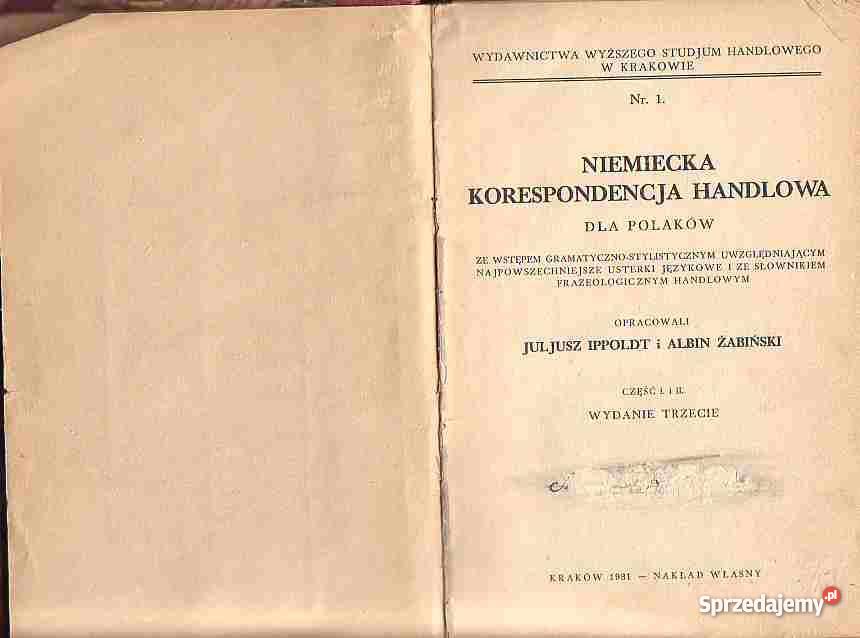 WYDAWNICTWA WYŻSZEGO STUDJUM HANDLOWEGO
W KRAKOWIE
Nr. 1.
NIEMIECKA
KORESPONDENCJA HANDLOWA
DLA POLAKÓW
ZE WSTĘPEM GRAMATYCZNO-STYLISTYCZNYM UWZGLĘDNIAJĄCYM
NAJPOWSZECHNIEJSZE USTERKI JĘZYKOWE I ZE SŁOWNIKIEM
FRAZEOLOGICZNYM HANDLOWYM
OPRACOWALI
JULJUSZ IPPOLDT i ALBIN ŻABIŃSKI
CZĘŚĆ I. i II.
WYDANIE TRZECIE
KRAKÓW 1931 — NAKŁAD WŁASNY
Sprzedajemy.pl